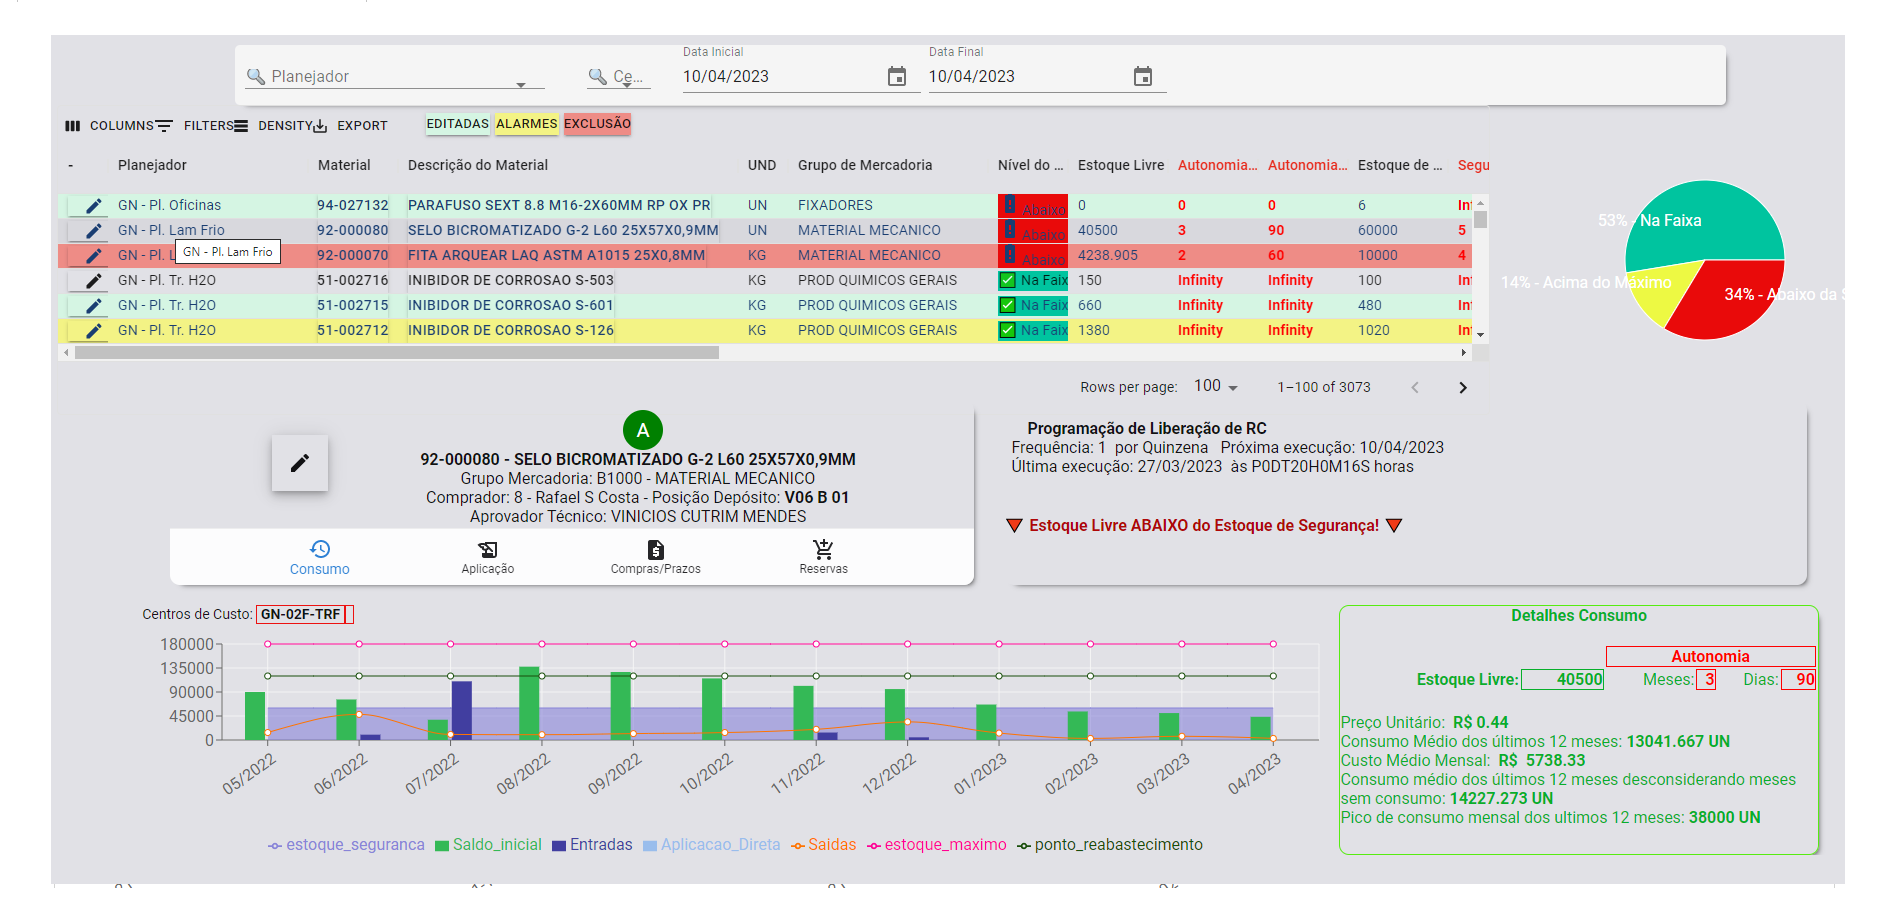 Data Inicial Data Final
🔍 Planejador 🔍 Ce... 10/04/2023 10/04/2023
COLUMNS FILTERS DENSITY EXPORT EDITADAS ALARMES EXCLUSÃO
- Planejador Material Descrição do Material UND Grupo de Mercadoria Nível do ... Estoque Livre Autonomia... Autonomia... Estoque de ... Segu
GN - Pl. Oficinas 94-027132 PARAFUSO SEXT 8.8 M16-2X60MM RP OX PR UN FIXADORES Abaixo 0 0 0 6 Inf
GN - Pl. Lam Frio 92-000080 SELO BICROMATIZADO G-2 L60 25X57X0,9MM UN MATERIAL MECANICO Abaixo 40500 3 90 60000 5
GN - Pl. L 92-000070 FITA ARQUEAR LAQ ASTM A1015 25X0,8MM KG MATERIAL MECANICO Abaixo 4238.905 2 60 10000 4
GN - Pl. Lam Frio
GN - Pl. Tr. H2O 51-002716 INIBIDOR DE CORROSAO S-503 KG PROD QUIMICOS GERAIS ✅ Na Faix 150 Infinity Infinity 100 In
GN - Pl. Tr. H2O 51-002715 INIBIDOR DE CORROSAO S-601 KG PROD QUIMICOS GERAIS ✅ Na Faix 660 Infinity Infinity 480 In
GN - Pl. Tr. H2O 51-002712 INIBIDOR DE CORROSAO S-126 KG PROD QUIMICOS GERAIS ✅ Na Faix 1380 Infinity Infinity 1020 In
53% - Na Faixa
14% - Acima do Máximo
34% - Abaixo da S
Rows per page: 100 1–100 of 3073
A
92-000080 - SELO BICROMATIZADO G-2 L60 25X57X0,9MM
Grupo Mercadoria: B1000 - MATERIAL MECANICO
Comprador: 8 - Rafael S Costa - Posição Depósito: V06 B 01
Aprovador Técnico: VINICIOS CUTRIM MENDES
Consumo Aplicação Compras/Prazos Reservas
Programação de Liberação de RC
Frequência: 1 por Quinzena Próxima execução: 10/04/2023
Última execução: 27/03/2023 às P0DT20H0M16S horas
🔻 Estoque Livre ABAIXO do Estoque de Segurança! 🔻
Centros de Custo: GN-02F-TRF
180000
135000
90000
45000
0
05/2022 06/2022 07/2022 08/2022 09/2022 10/2022 11/2022 12/2022 01/2023 02/2023 03/2023 04/2023
estoque_seguranca Saldo_inicial Entradas Aplicacao_Direta Saidas estoque_maximo ponto_reabastecimento
Detalhes Consumo
Autonomia
Estoque Livre: 40500 Meses: 3 Dias: 90
Preço Unitário: R$ 0.44
Consumo Médio dos últimos 12 meses: 13041.667 UN
Custo Médio Mensal: R$ 5738.33
Consumo médio dos últimos 12 meses desconsiderando meses
sem consumo: 14227.273 UN
Pico de consumo mensal dos ultimos 12 meses: 38000 UN